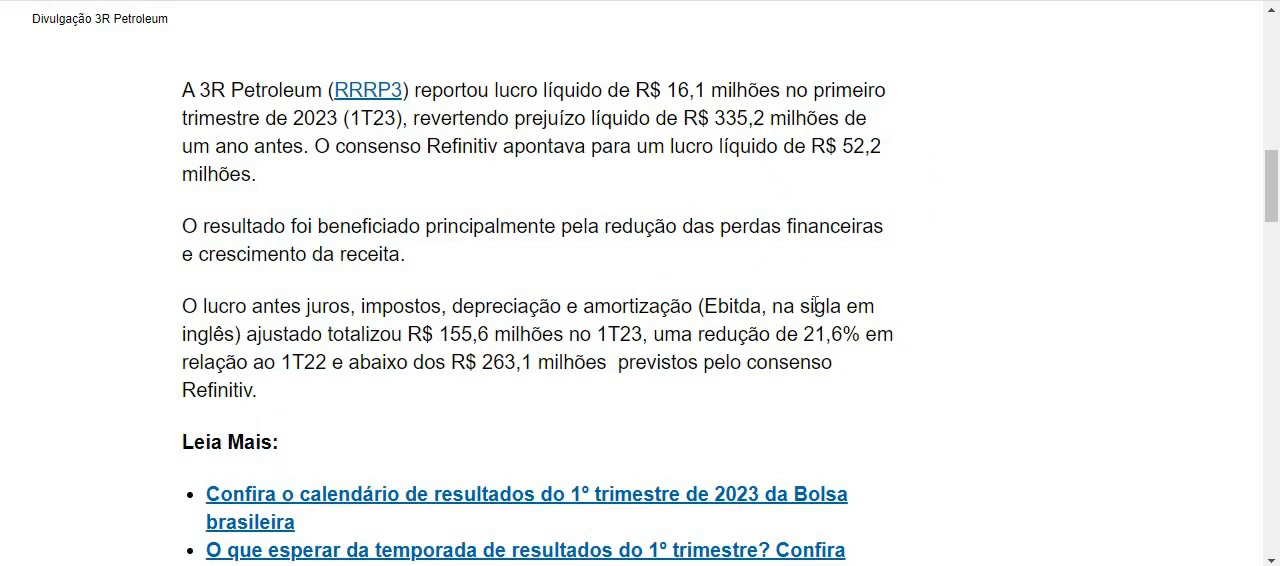 Divulgação 3R Petroleum
A 3R Petroleum (RRRP3) reportou lucro líquido de R$ 16,1 milhões no primeiro
trimestre de 2023 (1T23), revertendo prejuízo líquido de R$ 335,2 milhões de
um ano antes. O consenso Refinitiv apontava para um lucro líquido de R$ 52,2
milhões.
O resultado foi beneficiado principalmente pela redução das perdas financeiras
e crescimento da receita.
O lucro antes juros, impostos, depreciação e amortização (Ebitda, na sigla em
inglês) ajustado totalizou R$ 155,6 milhões no 1T23, uma redução de 21,6% em
relação ao 1T22 e abaixo dos R$ 263,1 milhões  previstos pelo consenso
Refinitiv.
Leia Mais:
• Confira o calendário de resultados do 1º trimestre de 2023 da Bolsa
brasileira
• O que esperar da temporada de resultados do 1º trimestre? Confira